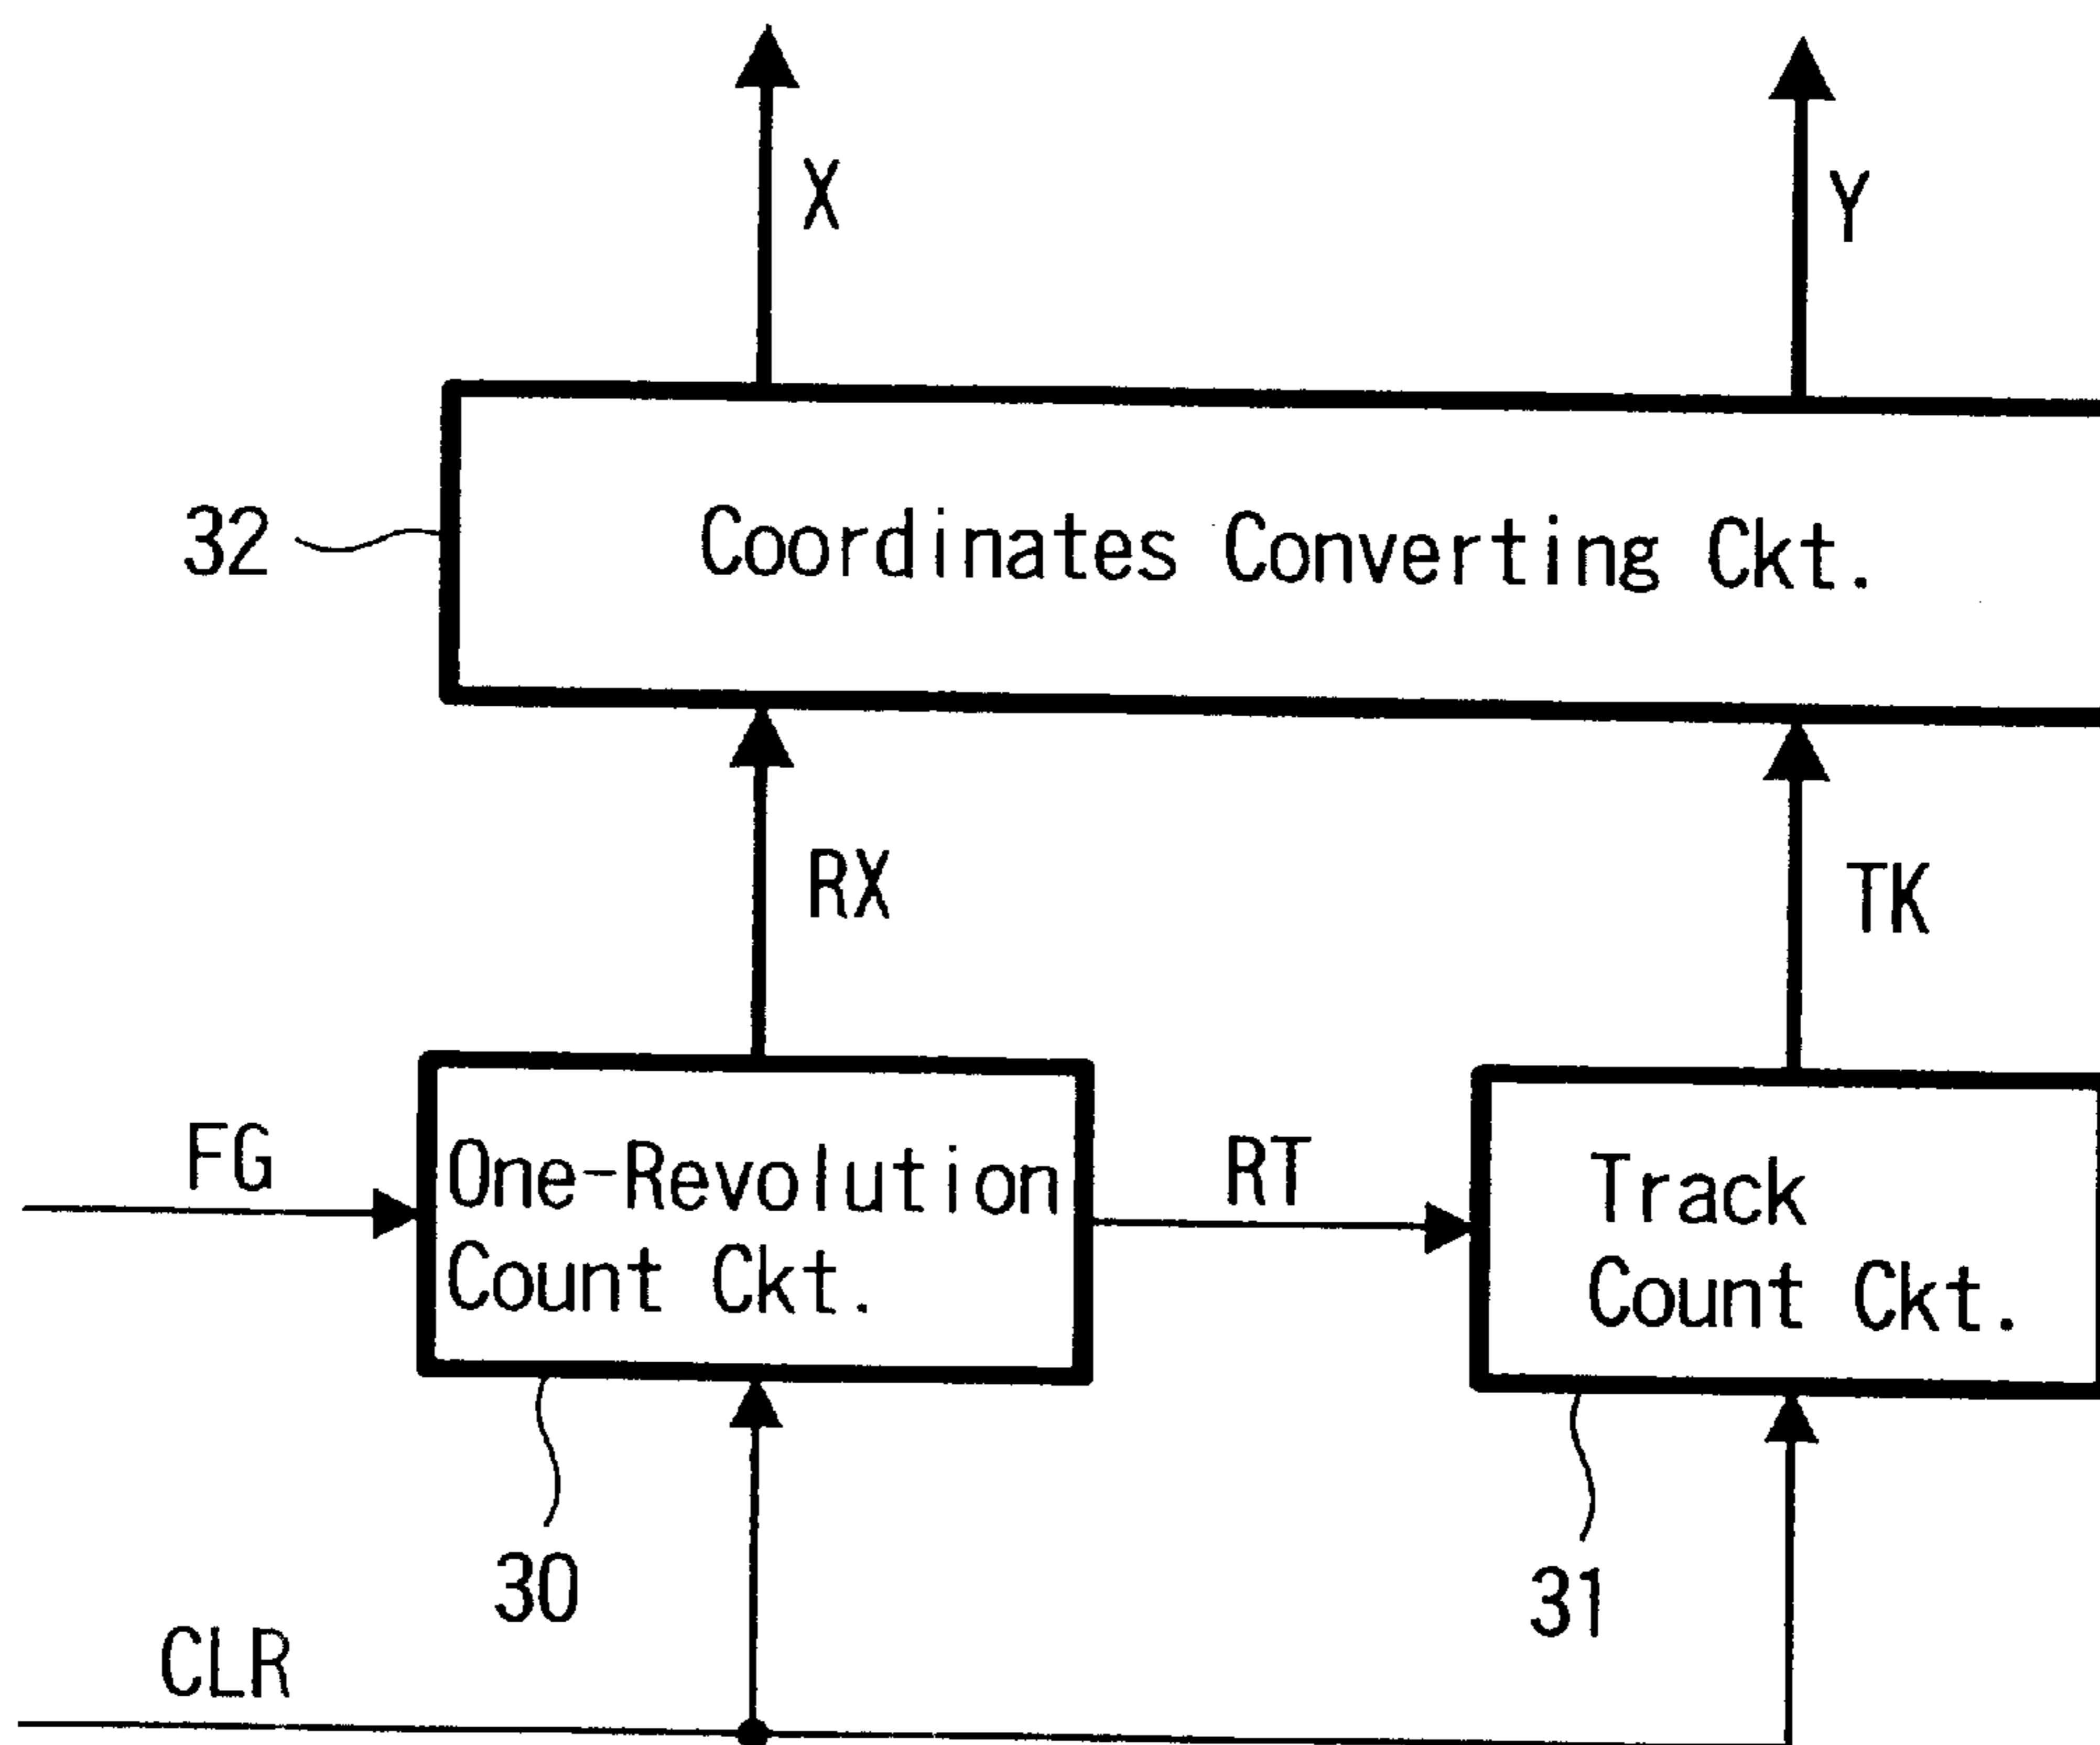 X
Y
32
Coordinates Converting Ckt.
RX
TK
FG
One-Revolution
Count Ckt.
RT
Track
Count Ckt.
30
31
CLR